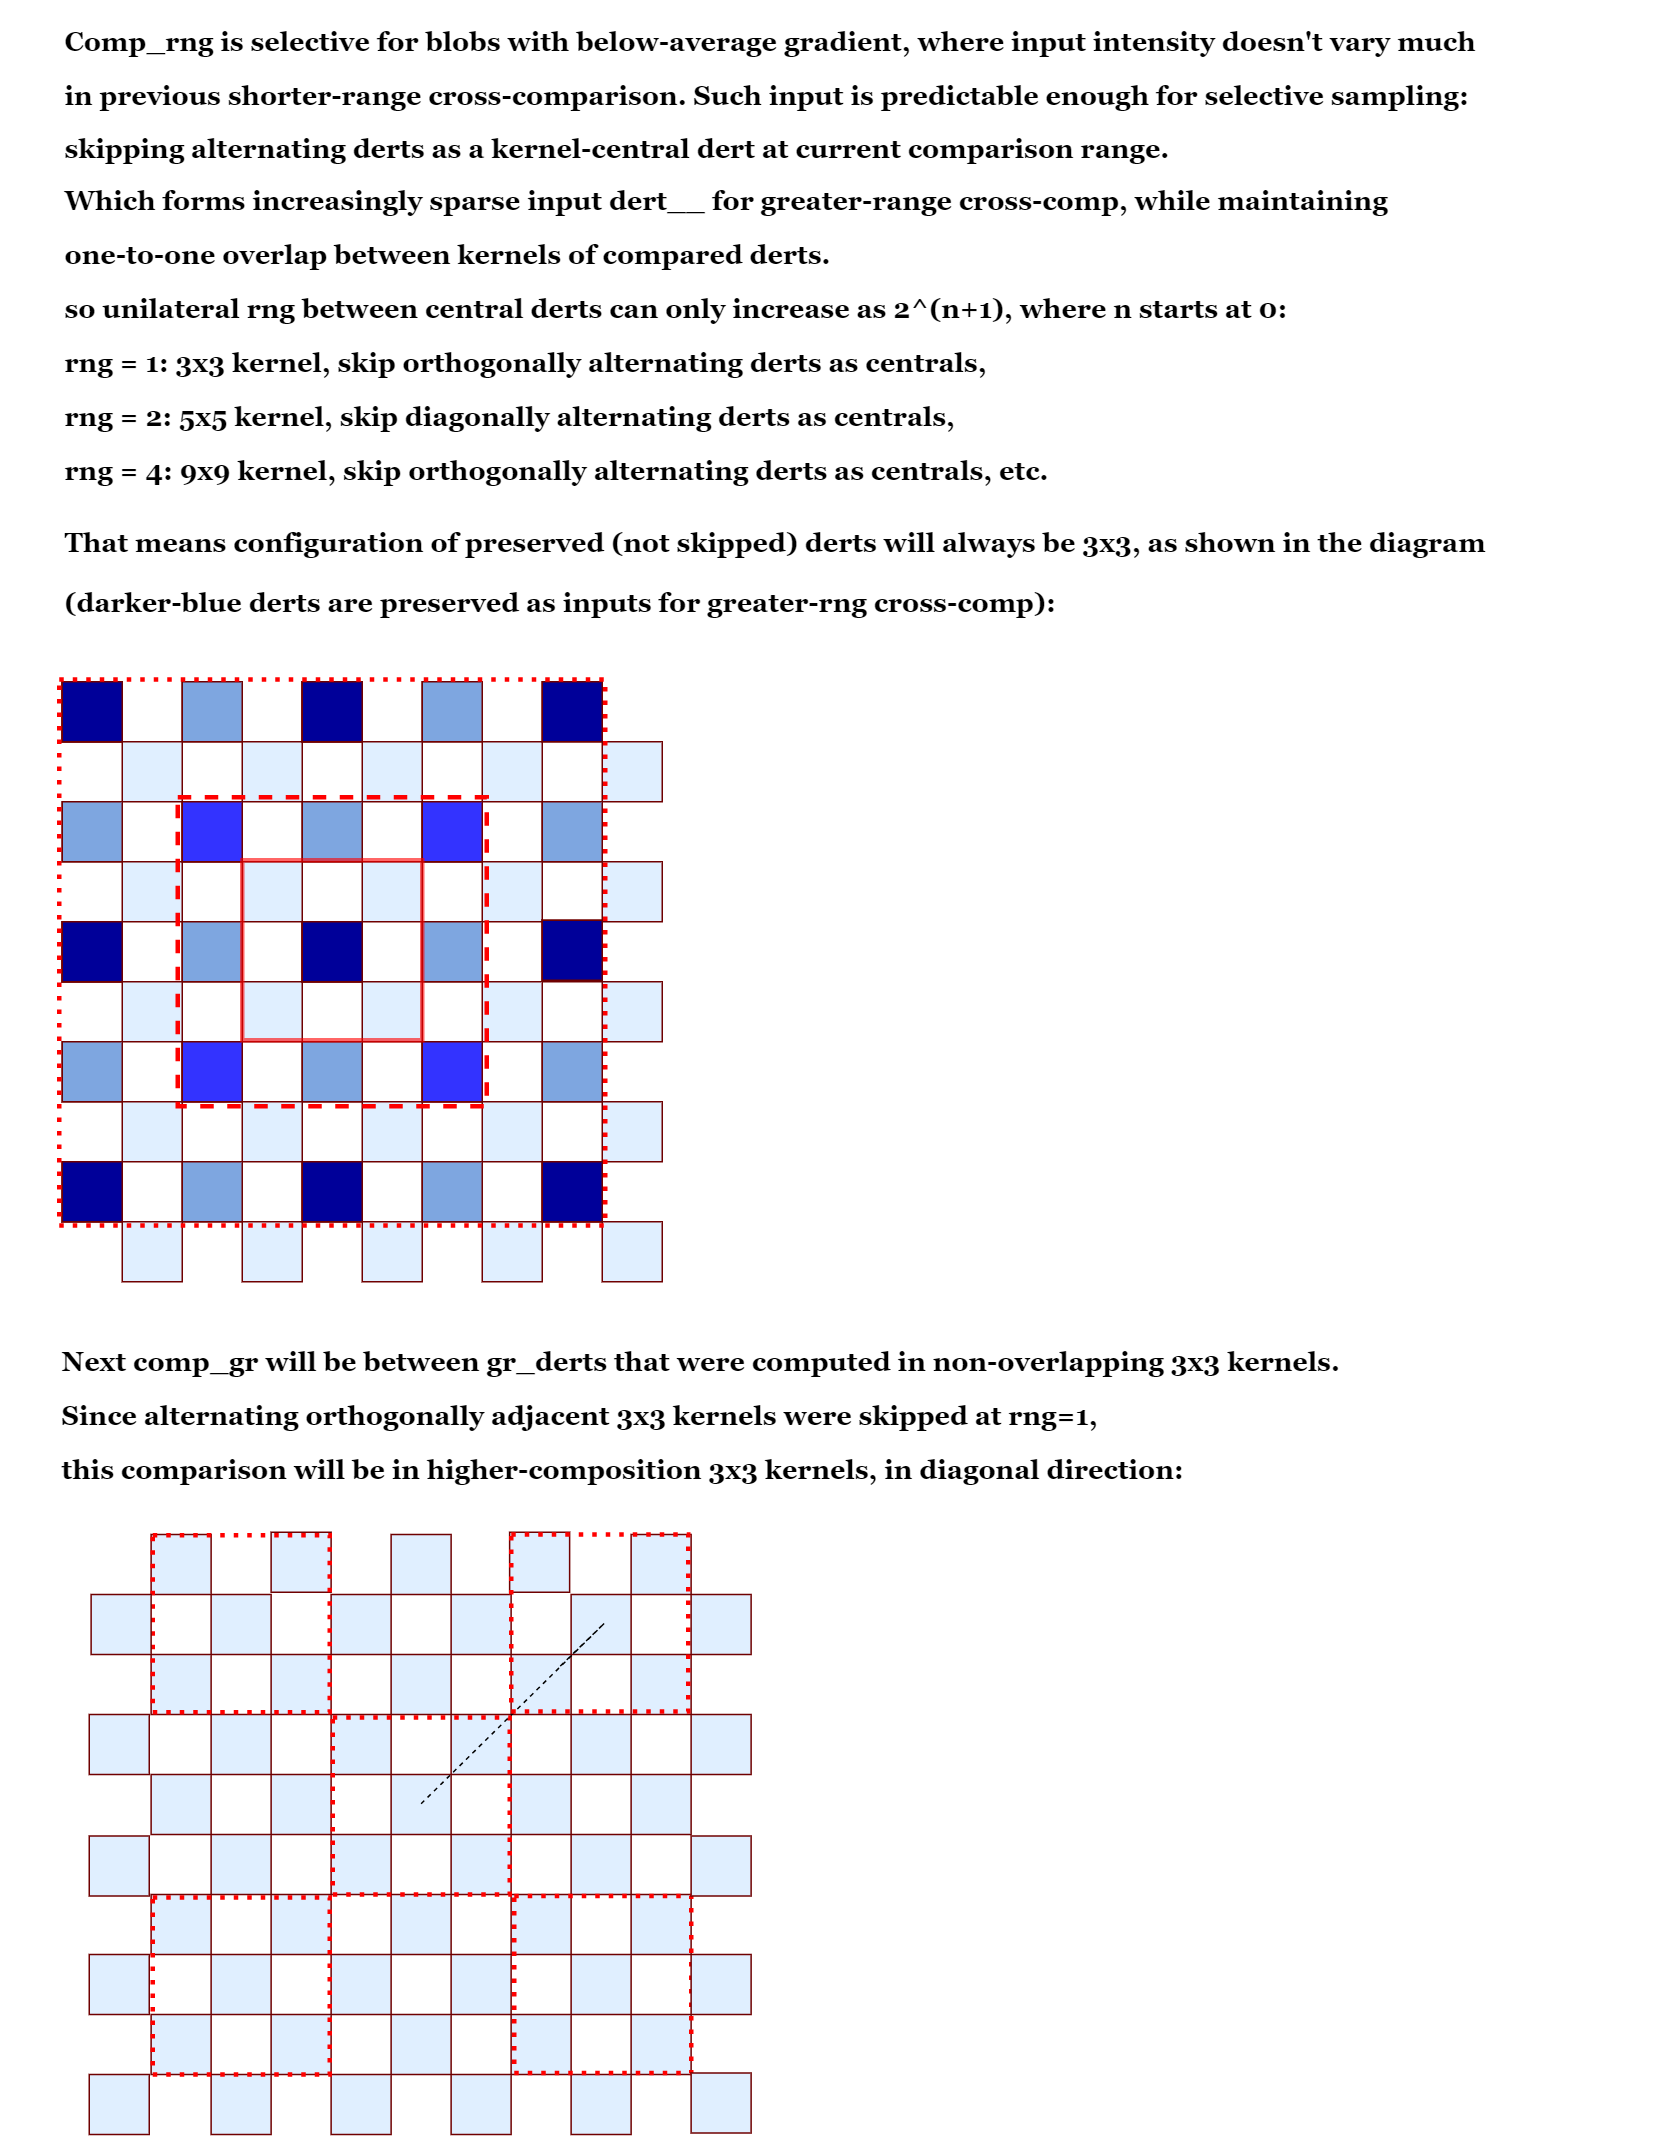 Comp_rng is selective for blobs with below-average gradient, where input intensity doesn't vary much
in previous shorter-range cross-comparison. Such input is predictable enough for selective sampling:
skipping alternating derts as a kernel-central dert at current comparison range.
Which forms increasingly sparse input dert__ for greater-range cross-comp, while maintaining
one-to-one overlap between kernels of compared derts.
so unilateral rng between central derts can only increase as 2^(n+1), where n starts at 0:
rng = 1: 3x3 kernel, skip orthogonally alternating derts as centrals,
rng = 2: 5x5 kernel, skip diagonally alternating derts as centrals,
rng = 4: 9x9 kernel, skip orthogonally alternating derts as centrals, etc.
That means configuration of preserved (not skipped) derts will always be 3x3, as shown in the diagram
(darker-blue derts are preserved as inputs for greater-rng cross-comp):
Next comp_gr will be between gr_derts that were computed in non-overlapping 3x3 kernels.
Since alternating orthogonally adjacent 3x3 kernels were skipped at rng=1,
this comparison will be in higher-composition 3x3 kernels, in diagonal direction: